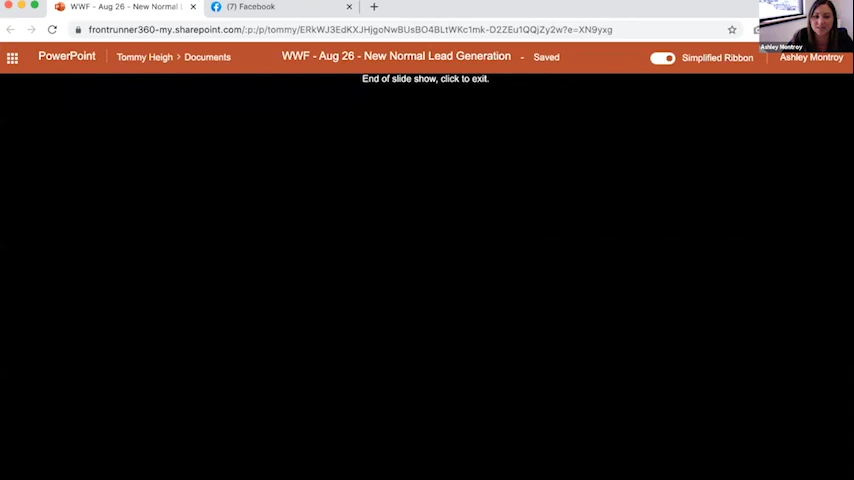 WWF - Aug 26 - New Normal L
(7) Facebook
frontrunner360-my.sharepoint.com/:p:/p/tommy/ERkWJ3EdKXJHjgoNwBUsBO4BLtWKc1mk-D2ZEu1QQjZy2w?e=XN9yxg
Ashley Montroy
PowerPoint
Tommy Heigh > Documents
WWF - Aug 26 - New Normal Lead Generation - Saved
Simplified Ribbon
Ashley Montroy
End of slide show, click to exit.